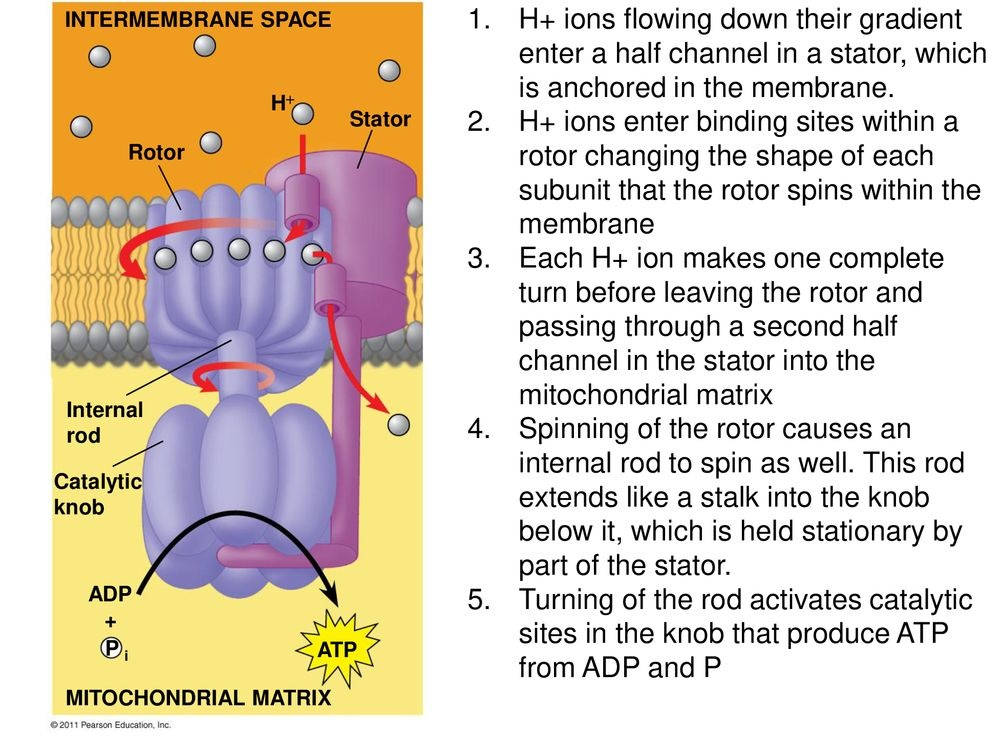 INTERMEMBRANE SPACE
H+
Stator
Rotor
Internal
rod
Catalytic
knob
ADP
+
P i
ATP
MITOCHONDRIAL MATRIX
© 2011 Pearson Education, Inc.
1. H+ ions flowing down their gradient
enter a half channel in a stator, which
is anchored in the membrane.
2. H+ ions enter binding sites within a
rotor changing the shape of each
subunit that the rotor spins within the
membrane
3. Each H+ ion makes one complete
turn before leaving the rotor and
passing through a second half
channel in the stator into the
mitochondrial matrix
4. Spinning of the rotor causes an
internal rod to spin as well. This rod
extends like a stalk into the knob
below it, which is held stationary by
part of the stator.
5. Turning of the rod activates catalytic
sites in the knob that produce ATP
from ADP and P